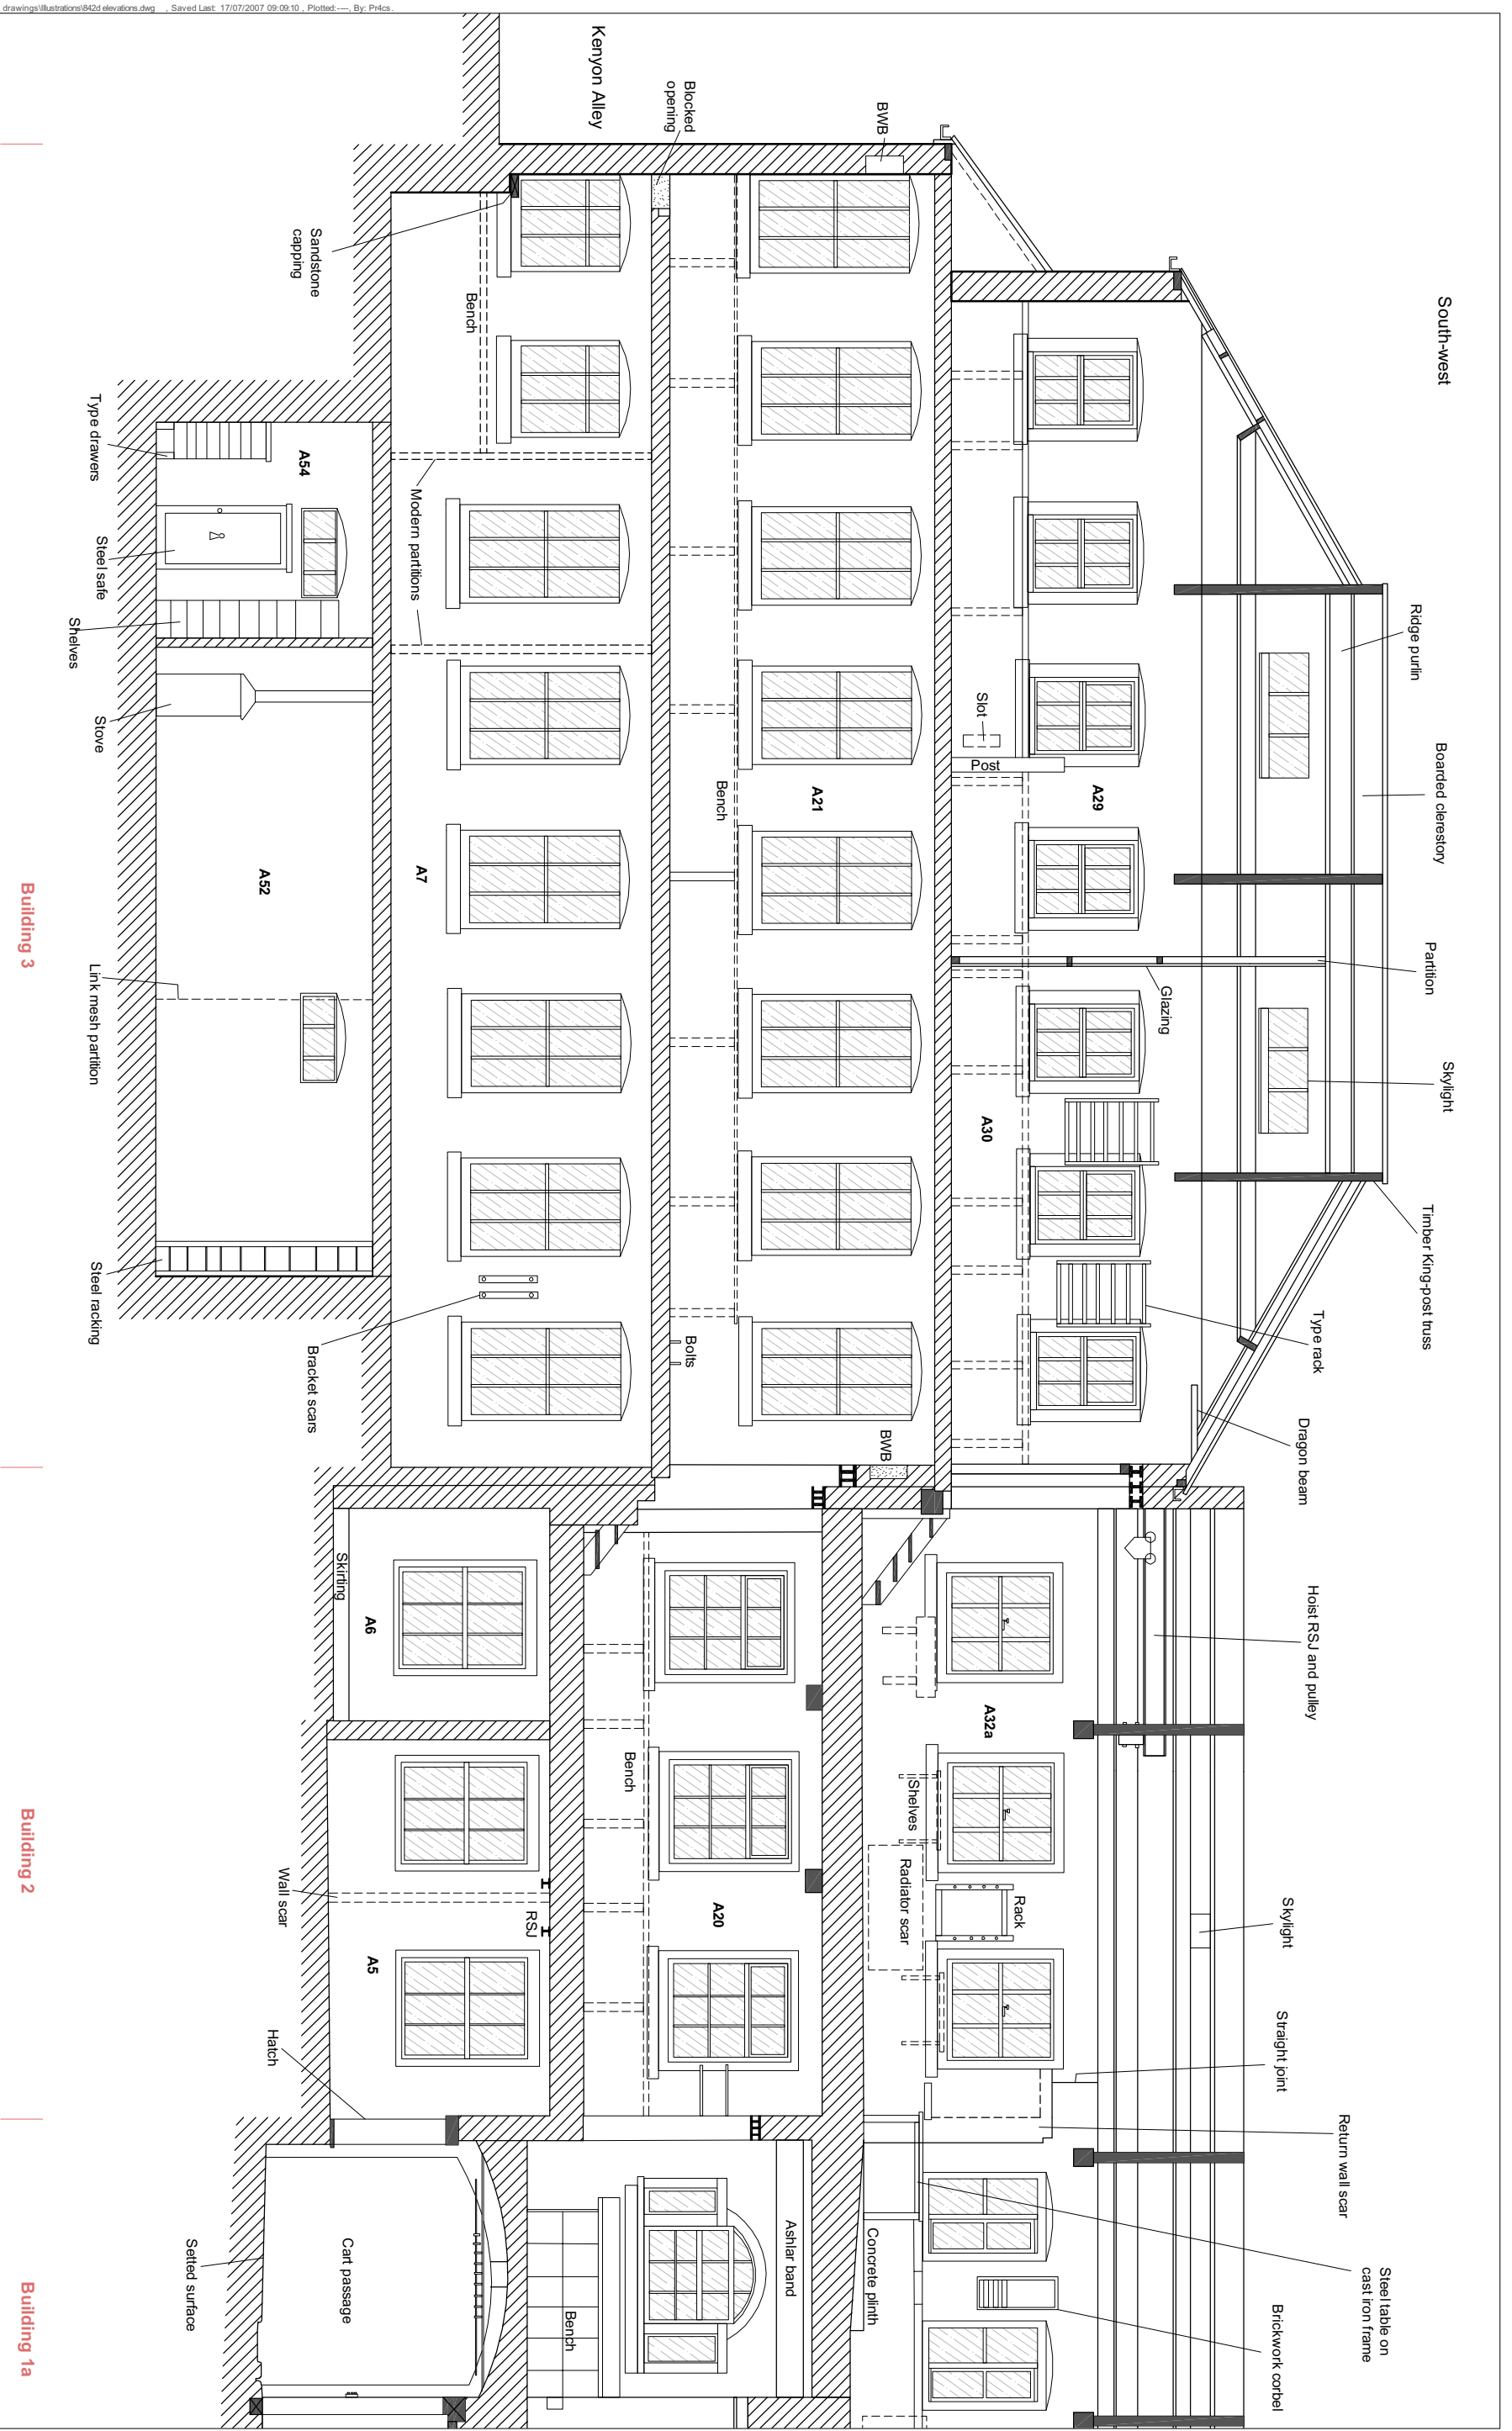 drawings\Illustrations\842d elevations.dwg , Saved Last: 17/07/2007 09:09:10 , Plotted:----, By: Pr4cs .
South-west
Ridge purlin
Boarded clerestory
Partition
Skylight
Timber King-post truss
Type rack
Dragon beam
Hoist RSJ and pulley
Skylight
Straight joint
Return wall scar
Steel table on
cast iron frame
Brickwork corbel
Kenyon Alley
Blocked
opening
BWB
Slot
Post
A29
Glazing
A30
A32a
Shelves
Radiator scar
Rack
Concrete plinth
Bench
A21
Bolts
BWB
Bench
A20
Ashlar band
Bench
Sandstone
capping
Bench
Modern partitions
A7
Bracket scars
Skirting
A6
Wall scar
RSJ
A5
Hatch
Cart passage
Setted surface
Type drawers
A54
Steel safe
Shelves
Stove
A52
Link mesh partition
Steel racking
Building 3
Building 2
Building 1a